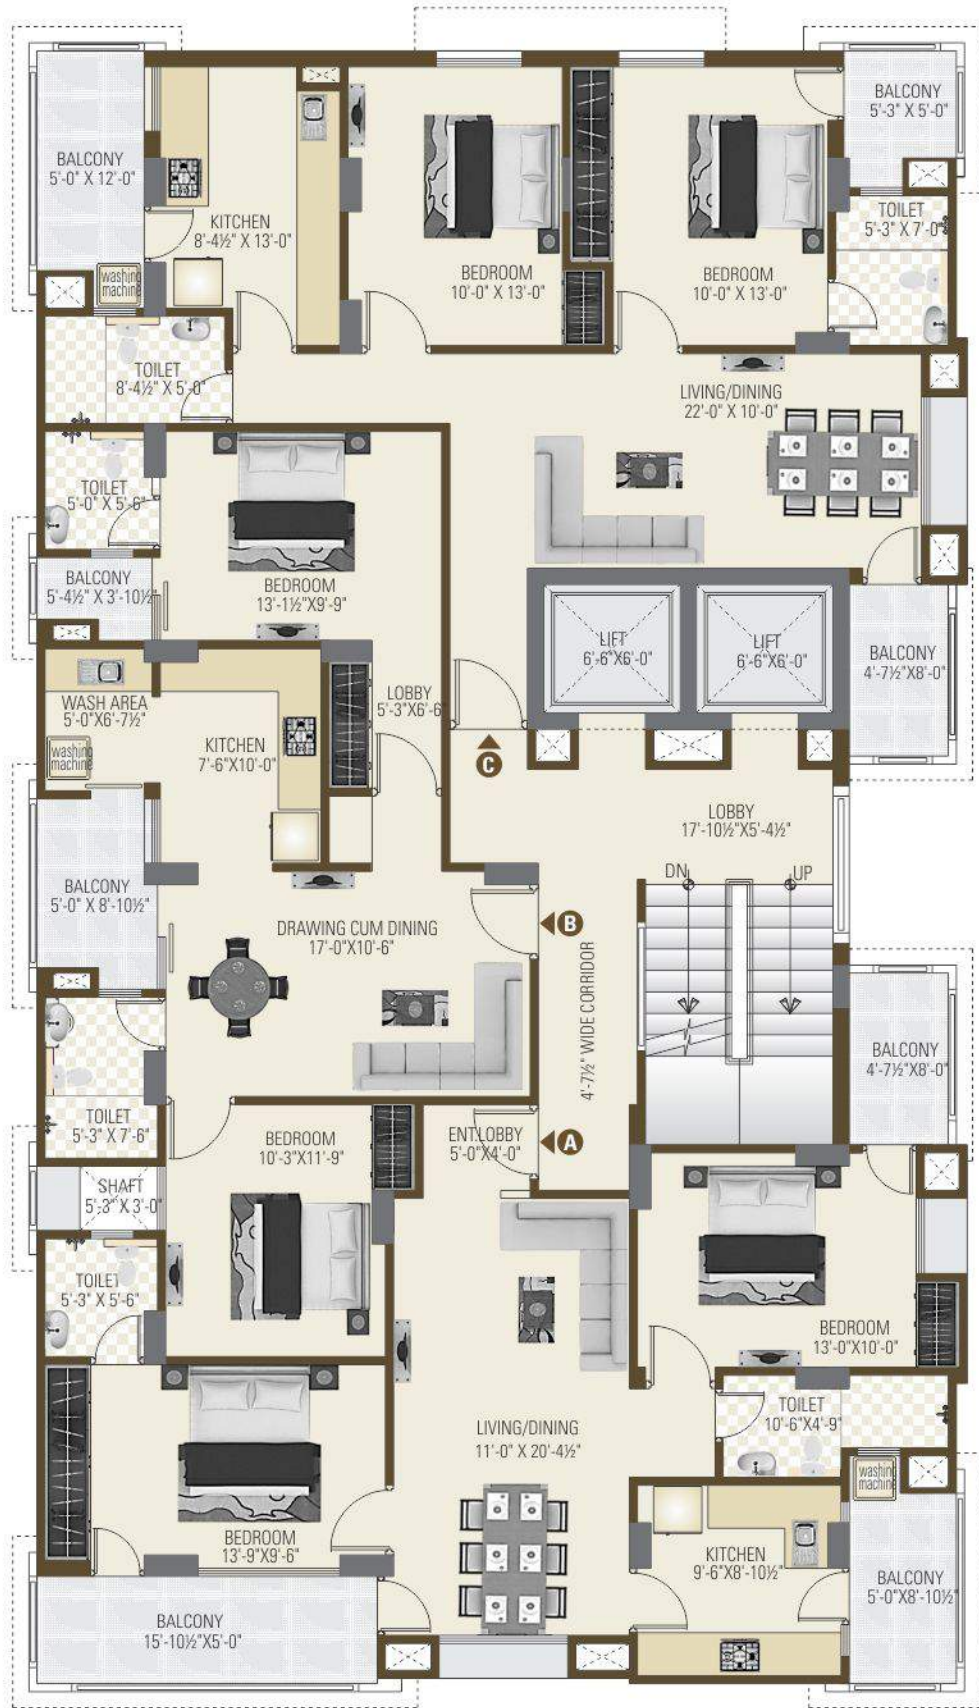 BALCONY
5'-3" X 5'-0"
BALCONY
5'-0" X 12'-0"
KITCHEN
8'-4½" X 13'-0"
TOILET
5'-3" X 7'-0"
washing
machine
BEDROOM
10'-0" X 13'-0"
BEDROOM
10'-0" X 13'-0"
TOILET
8'-4½" X 5'-0"
LIVING/DINING
22'-0" X 10'-0"
TOILET
5'-0" X 5'-6"
BALCONY
5'-4½" X 3'-10½"
BEDROOM
13'-1½"X9'-9"
LIFT
6'-6"X6'-0"
LIFT
6'-6"X6'-0"
BALCONY
4'-7½"X8'-0"
WASH AREA
5'-0"X6'-7½"
LOBBY
5'-3"X6'-6"
washing
machine
KITCHEN
7'-6"X10'-0"
C
LOBBY
17'-10½"X5'-4½"
DN
UP
BALCONY
5'-0" X 8'-10½"
DRAWING CUM DINING
17'-0"X10'-6"
B
4'-7½" WIDE CORRIDOR
BALCONY
4'-7½"X8'-0"
TOILET
5'-3" X 7'-6"
BEDROOM
10'-3"X11'-9"
ENT.LOBBY
5'-0"X4'-0"
A
SHAFT
5'-3" X 3'-0"
TOILET
5'-3" X 5'-6"
BEDROOM
13'-0"X10'-0"
TOILET
10'-6"X4'-9"
LIVING/DINING
11'-0" X 20'-4½"
washing
machine
BEDROOM
13'-9"X9'-6"
KITCHEN
9'-6"X8'-10½"
BALCONY
5'-0"X8'-10½"
BALCONY
15'-10½"X5'-0"